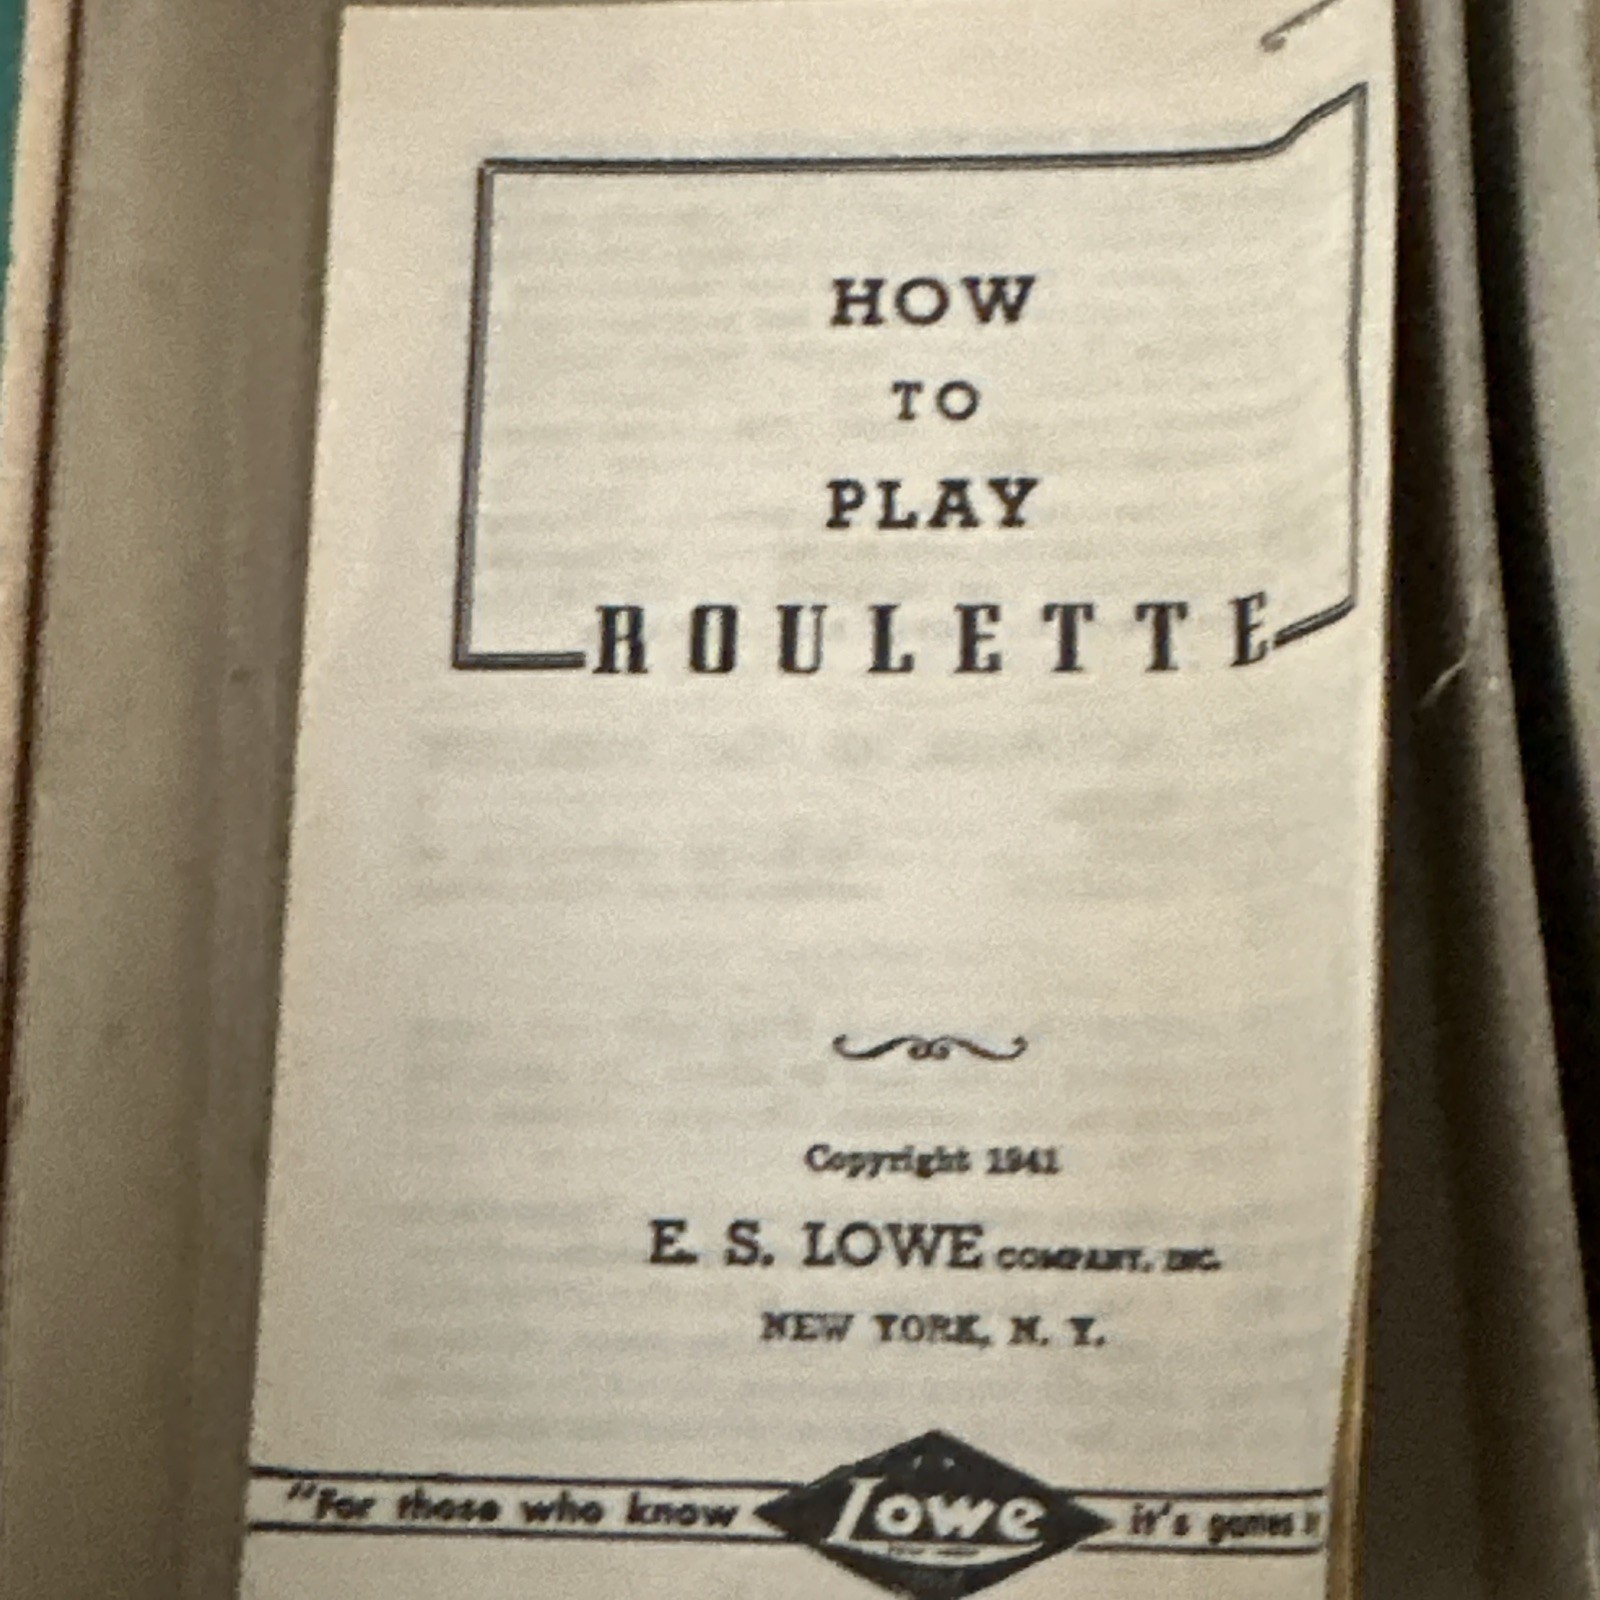 HOW
TO
PLAY
ROULETTE
Copyright 1941
E. S. LOWE COMPANY, INC.
NEW YORK, N. Y.
"For those who know Lowe it's games